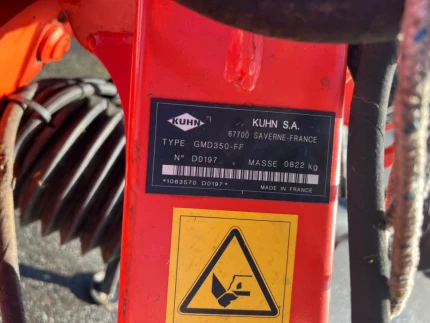 KUHN
KUHN S.A.
67700 SAVERNE-FRANCE
TYPE GMD350-FF
N° D0197 MASSE 0822 kg
*1063570 D0197*
MADE IN FRANCE